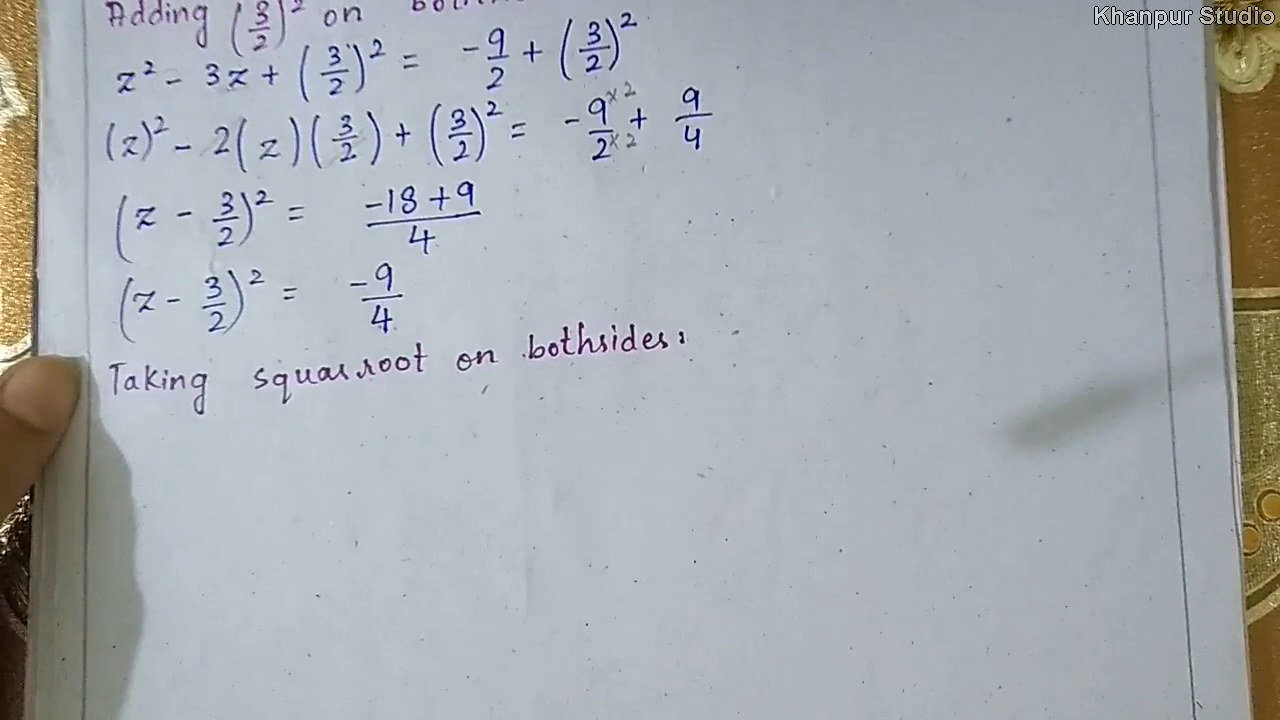 Khanpur Studio
Adding (3/2)² on
z² - 3z + (3/2)² = -9/2 + (3/2)²
(z)² - 2(z)(3/2) + (3/2)² = -9×2/2×2 + 9/4
(z - 3/2)² = -18+9/4
(z - 3/2)² = -9/4
Taking squarroot on bothsides: